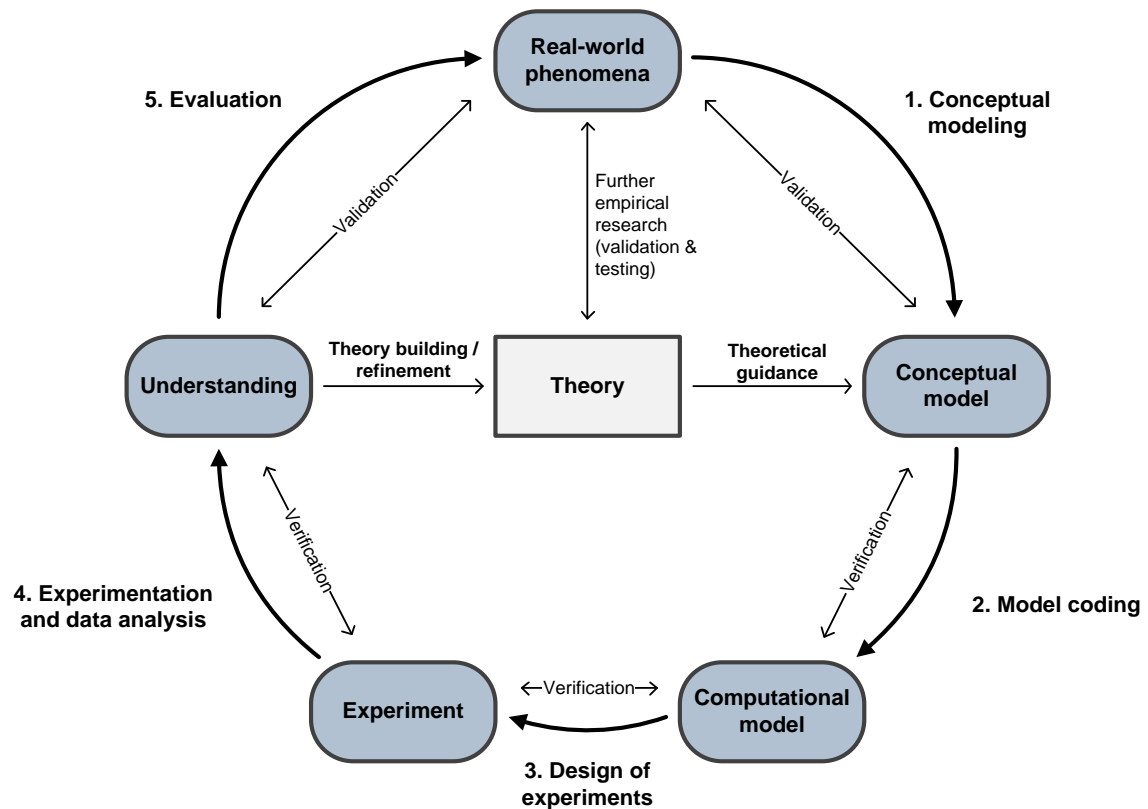 Real-world
phenomena
5. Evaluation
1. Conceptual
modeling
Validation
Further
empirical
research
(validation &
testing)
Validation
Understanding
Theory building /
refinement
Theory
Theoretical
guidance
Conceptual
model
Verification
Verification
4. Experimentation
and data analysis
2. Model coding
Experiment
Verification
Computational
model
3. Design of
experiments